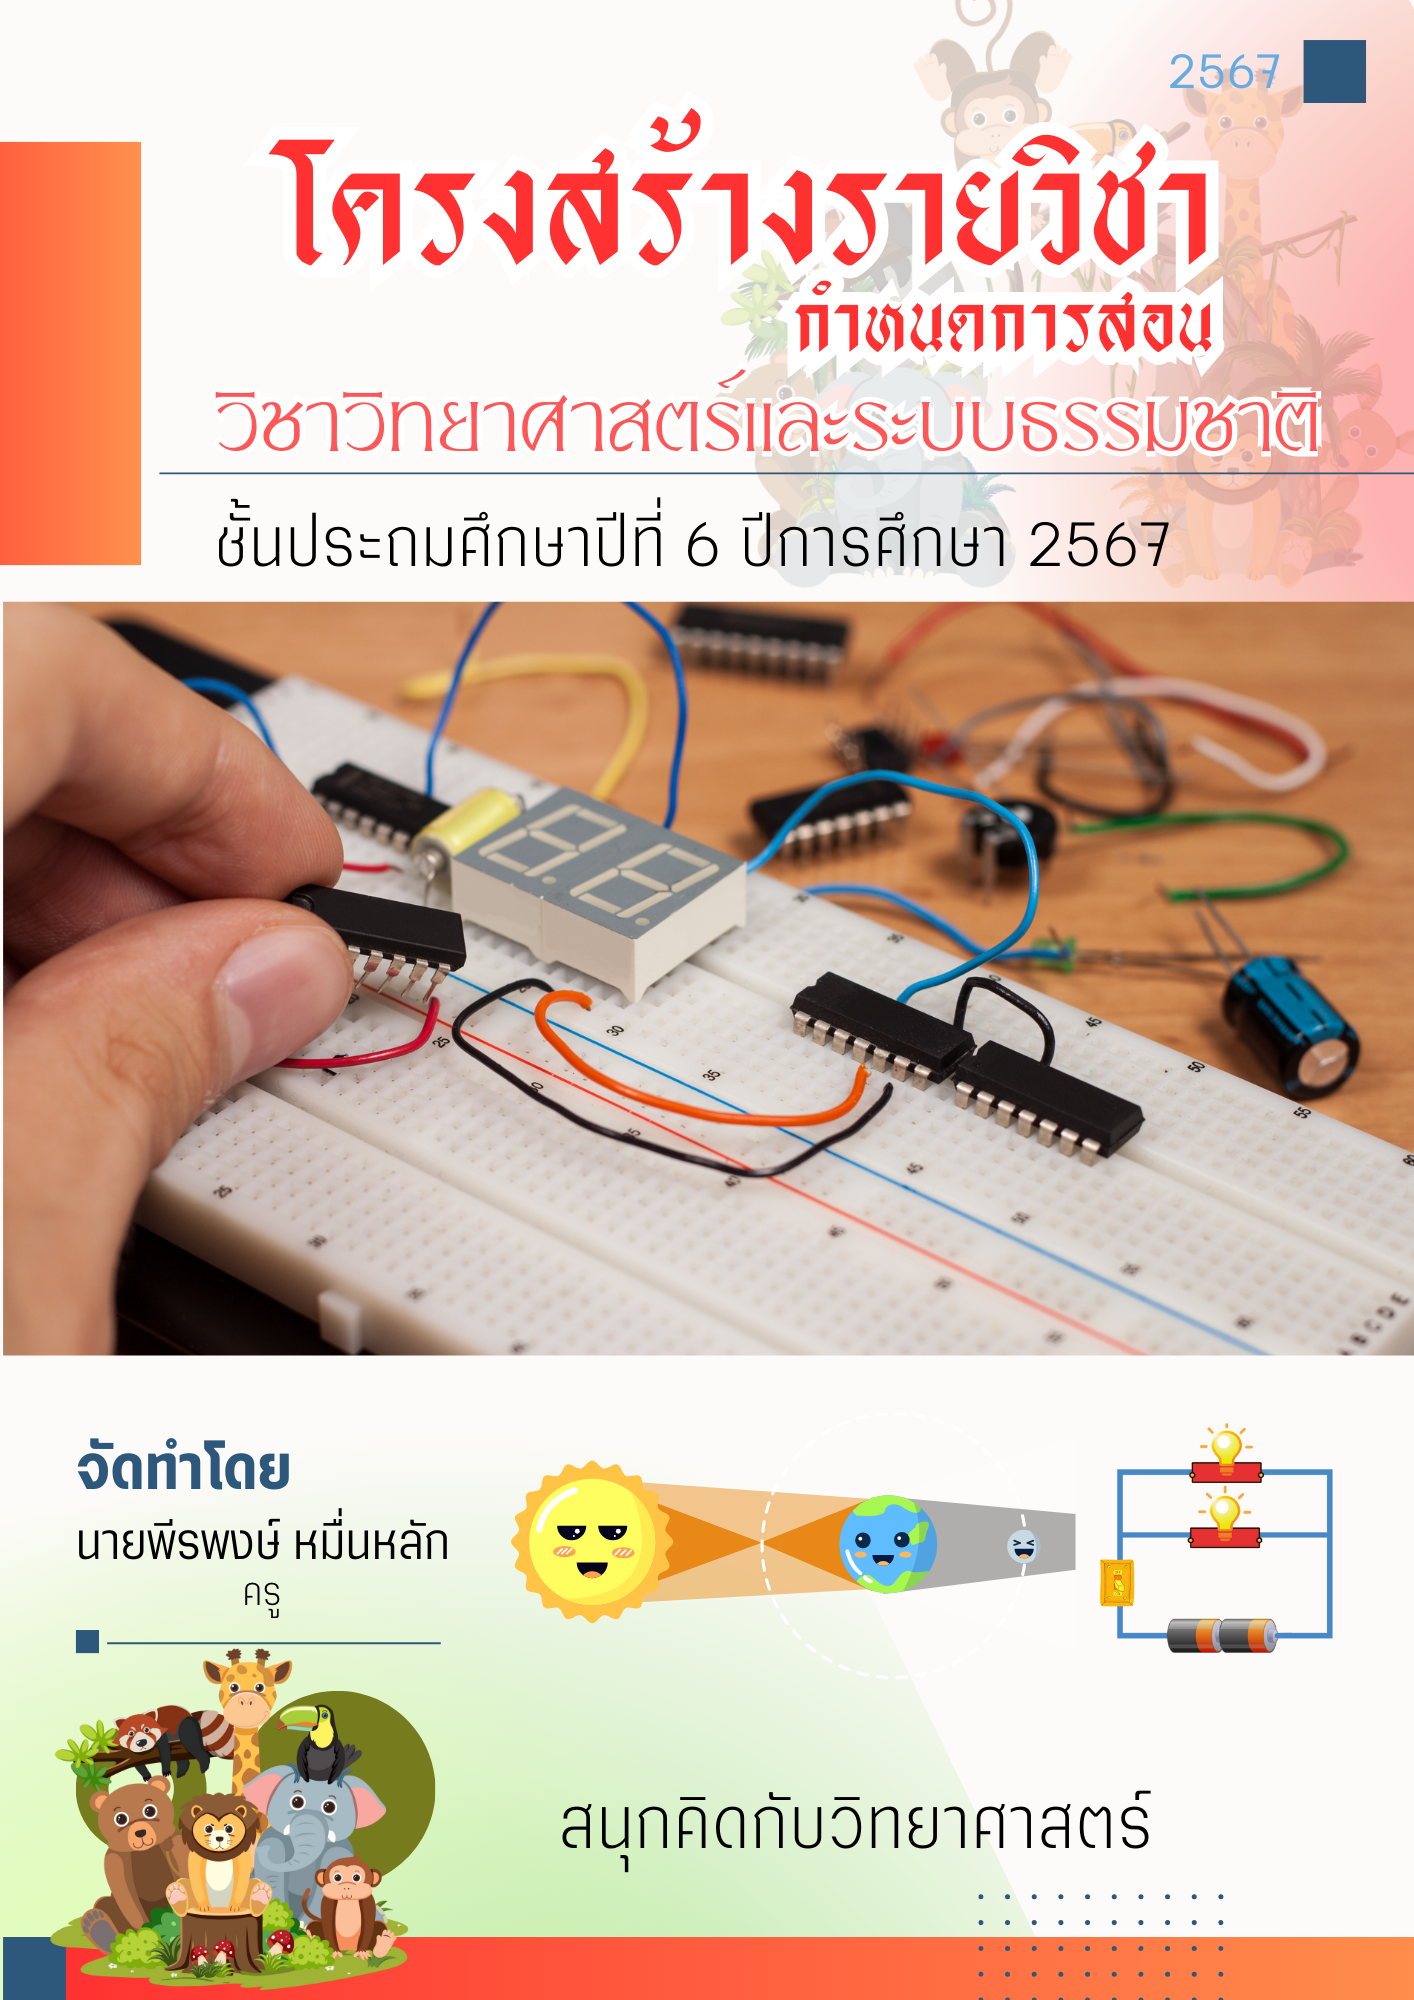 2567
โครงสร้างรายวิชา
กำหนดการสอน
วิชาวิทยาศาสตร์และระบบธรรมชาติ
ชั้นประถมศึกษาปีที่ 6 ปีการศึกษา 2567
จัดทำโดย
นายพีรพงษ์ หมื่นหลัก
ครู
สนุกคิดกับวิทยาศาสตร์